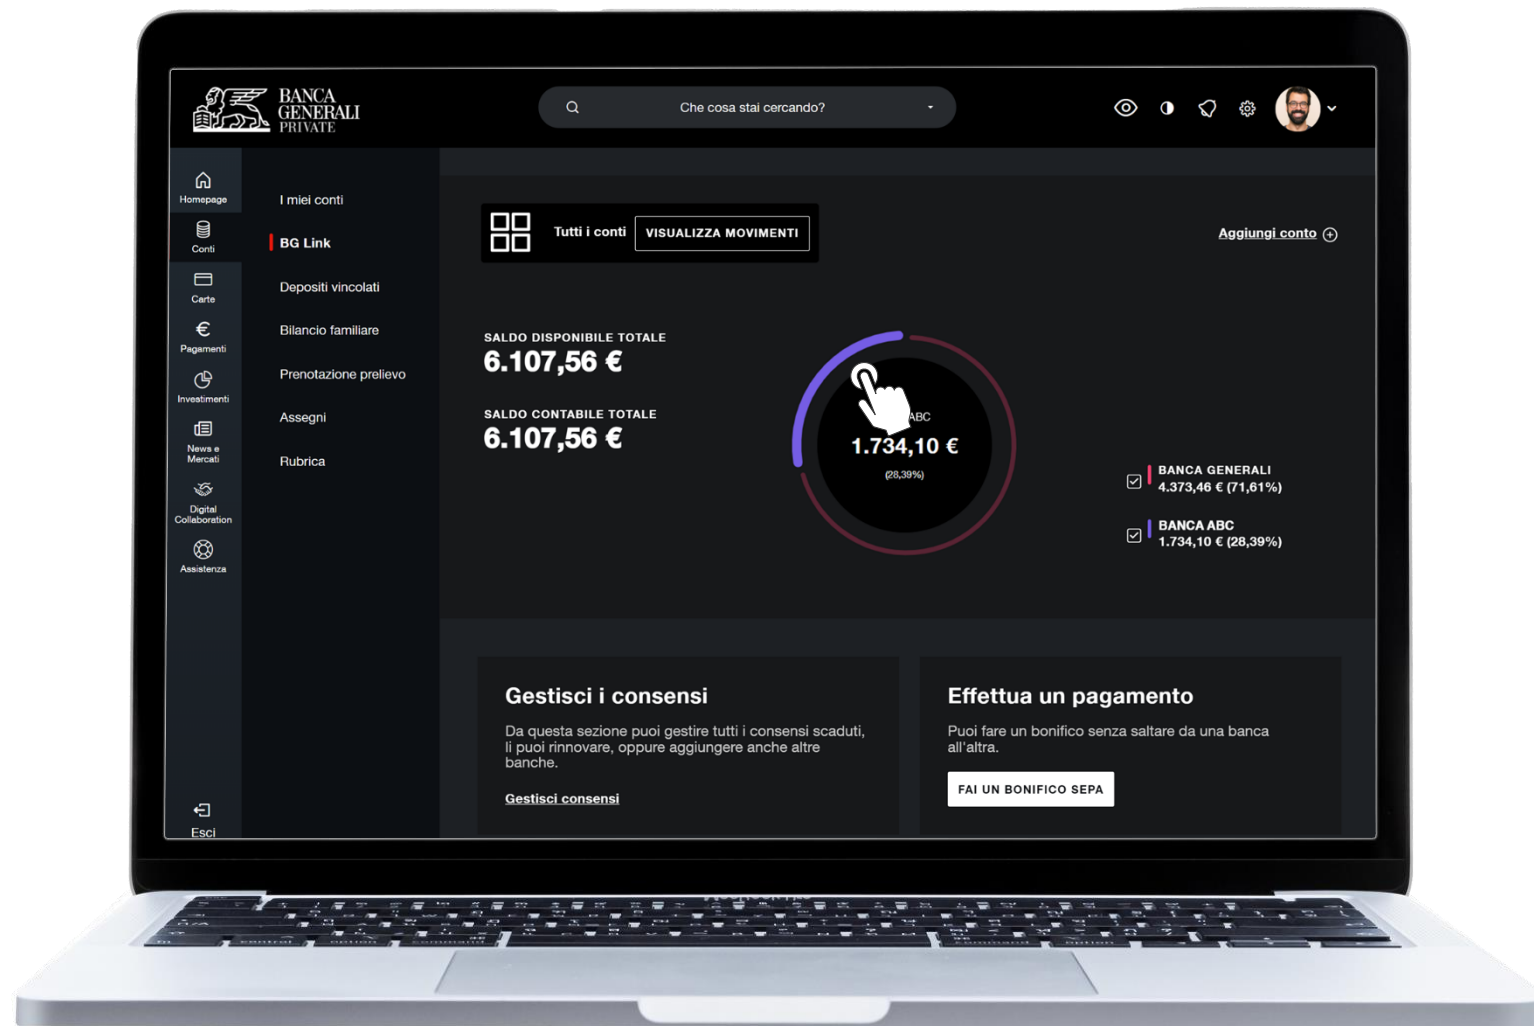 BANCA
GENERALI
PRIVATE
Che cosa stai cercando?
Homepage
Conti
Carte
Pagamenti
Investimenti
News e
Mercati
Digital
Collaboration
Assistenza
Esci
I miei conti
BG Link
Depositi vincolati
Bilancio familiare
Prenotazione prelievo
Assegni
Rubrica
Tutti i conti
VISUALIZZA MOVIMENTI
Aggiungi conto
SALDO DISPONIBILE TOTALE
6.107,56 €
SALDO CONTABILE TOTALE
6.107,56 €
ABC
1.734,10 €
(28,39%)
BANCA GENERALI
4.373,46 € (71,61%)
BANCA ABC
1.734,10 € (28,39%)
Gestisci i consensi
Da questa sezione puoi gestire tutti i consensi scaduti,
li puoi rinnovare, oppure aggiungere anche altre
banche.
Gestisci consensi
Effettua un pagamento
Puoi fare un bonifico senza saltare da una banca
all'altra.
FAI UN BONIFICO SEPA
control
option
command
command
option